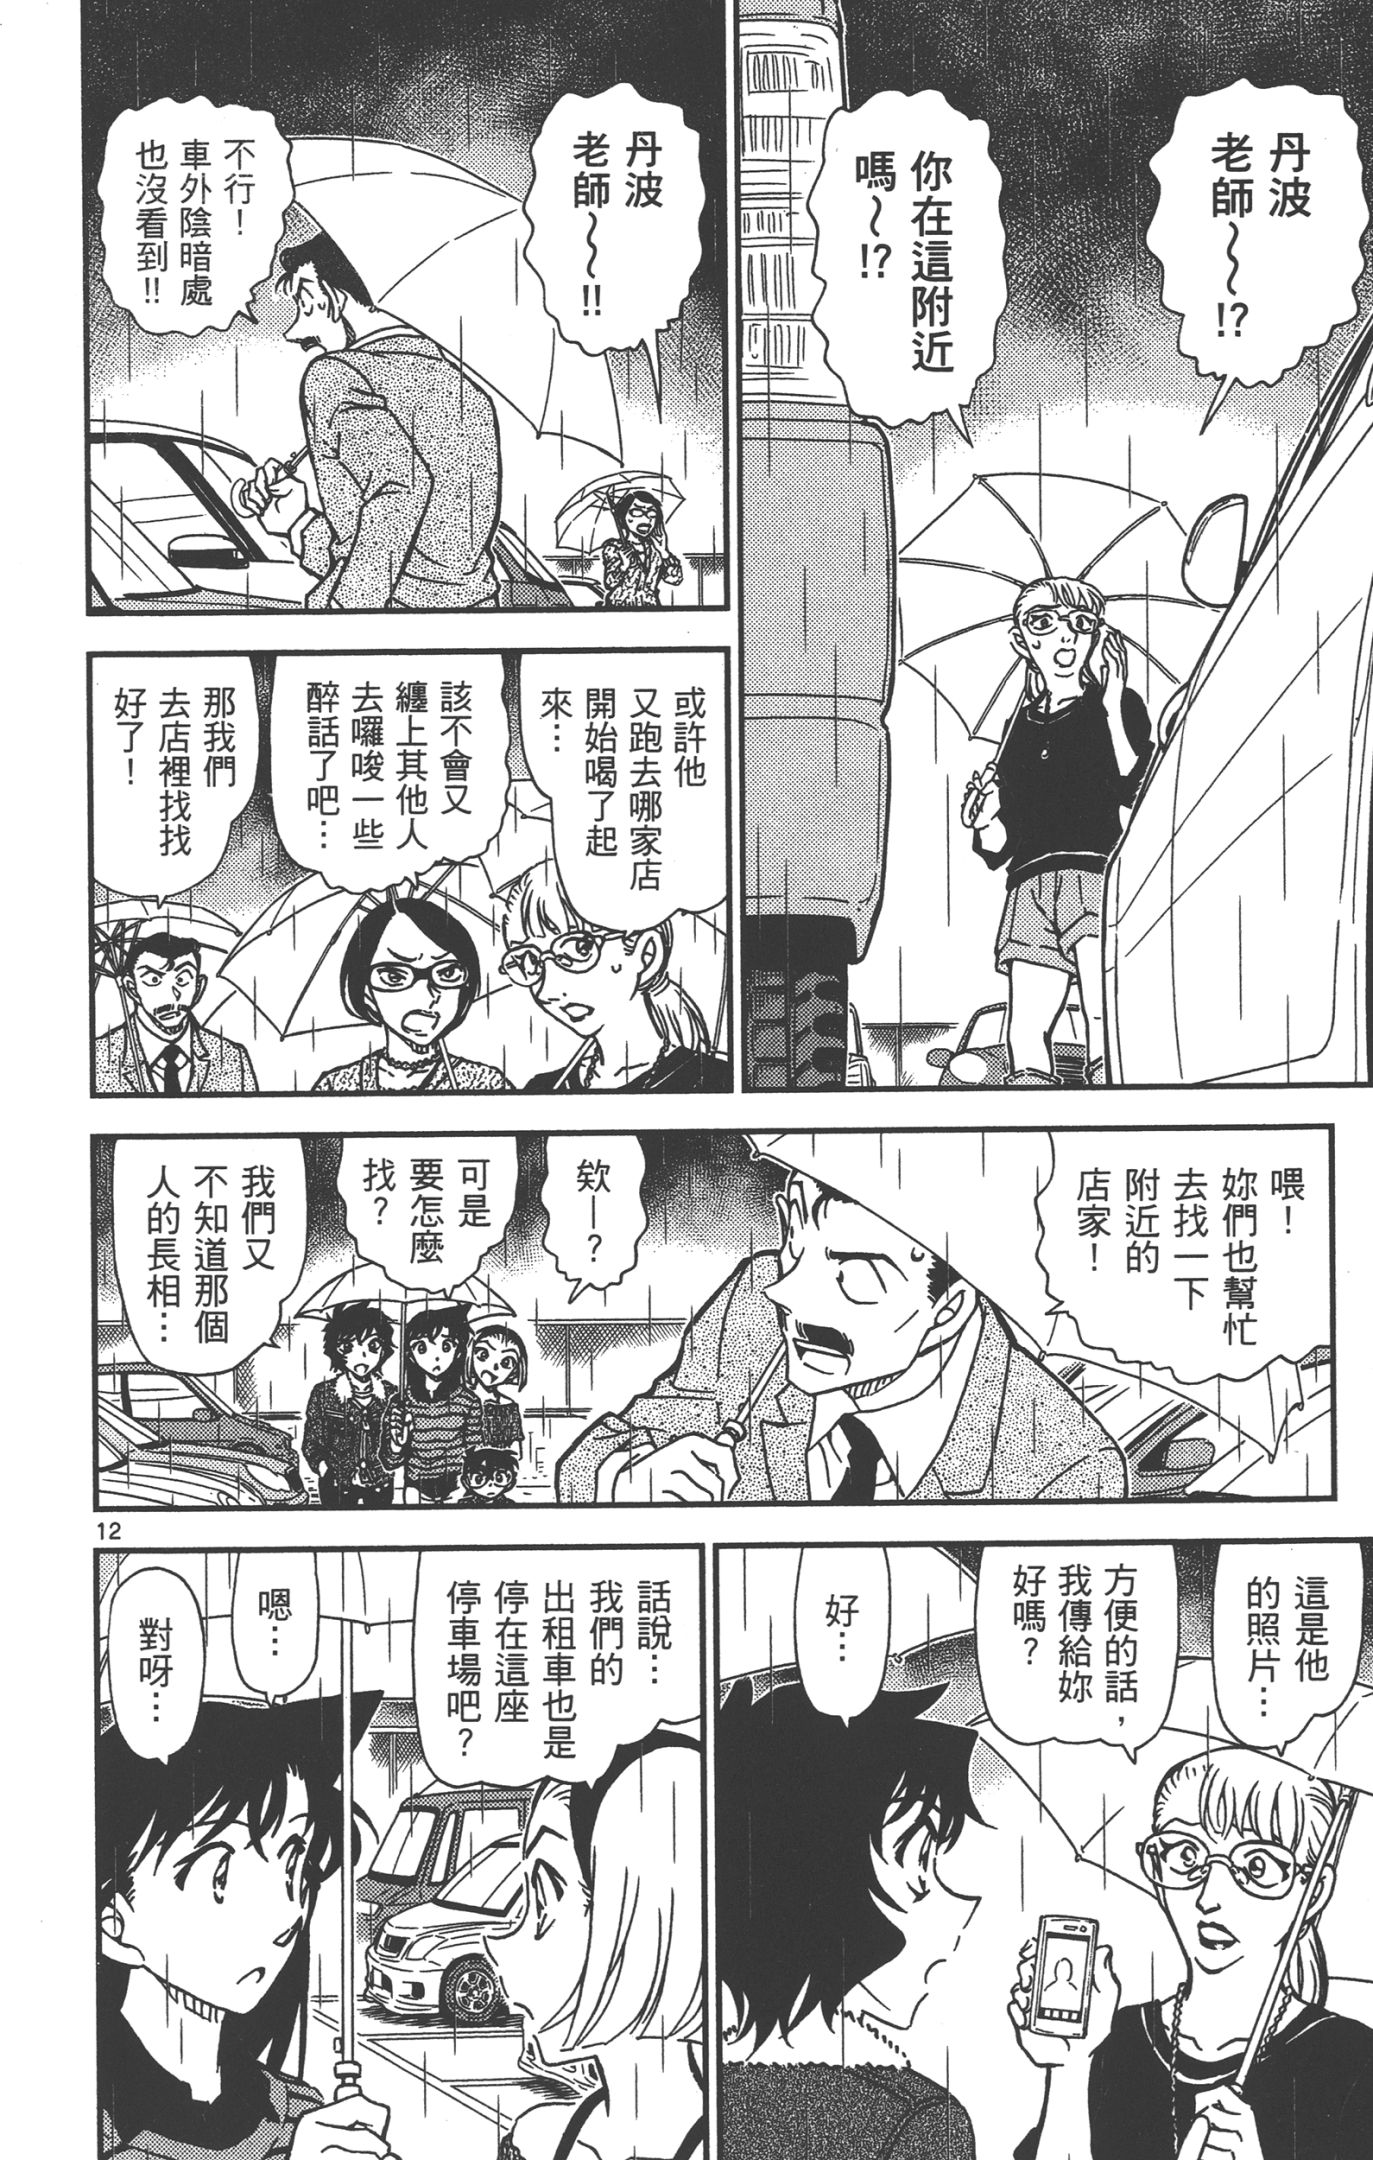 丹波
老師～～!?
你在這附近
嗎～!?
丹波
老師～～!!
不行！
車外陰暗處
也沒看到!!
或許他
又跑去哪家店
開始喝了起
來…
該不會又
纏上其他人
去囉唆一些
醉話了吧…
那我們
去店裡找找
好了！
喂！
妳們也幫忙
去找一下
附近的
店家！
欸—？
可是
要怎麼
找？
我們又
不知道那個
人的長相…
12
這是他
的照片…
方便的話，
我傳給妳
好嗎？
好…
話說…
我們的
出租車也是
停在這座
停車場吧？
嗯…
對呀…